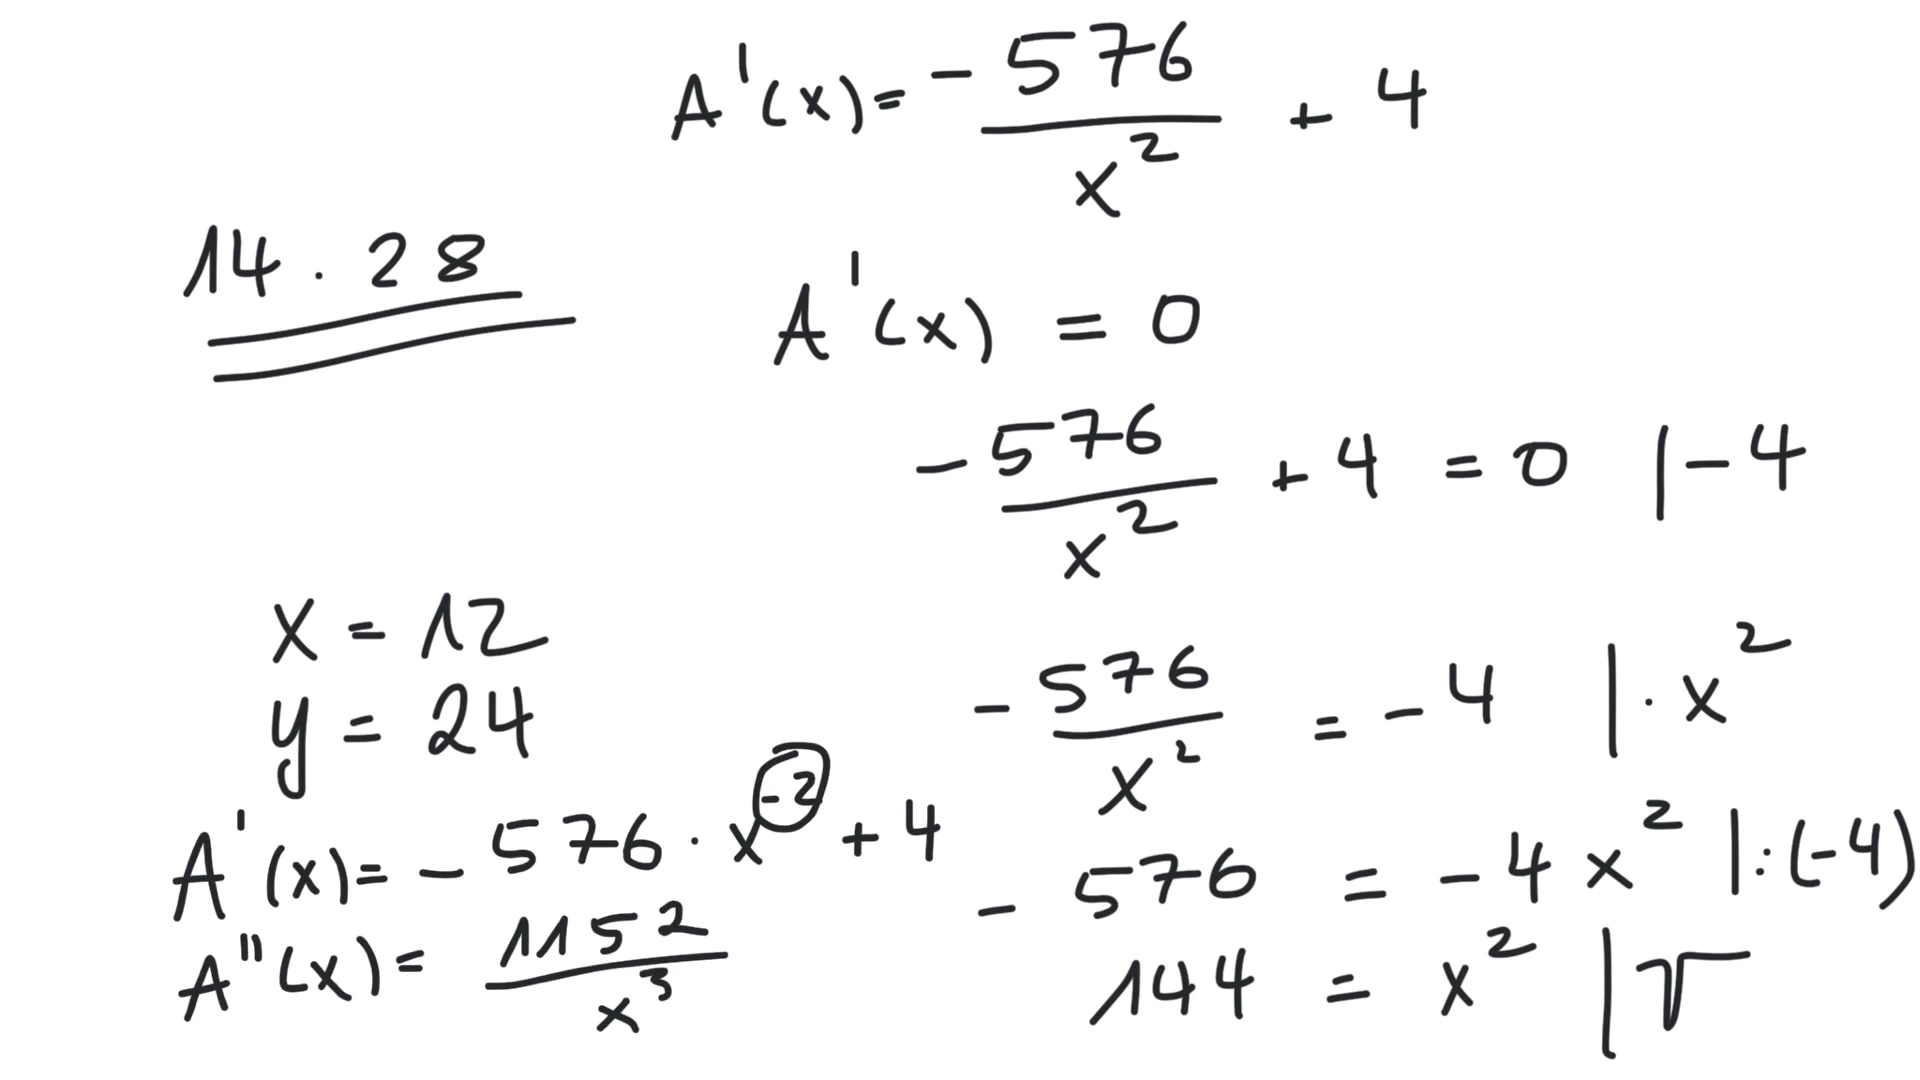 A'(x) = -576/x² + 4
14 · 28
A'(x) = 0
-576/x² + 4 = 0 | -4
x = 12
y = 24
-576/x² = -4 | · x²
A'(x) = -576 · x⁻² + 4
-576 = -4x² | : (-4)
A''(x) = 1152/x³
144 = x² | √